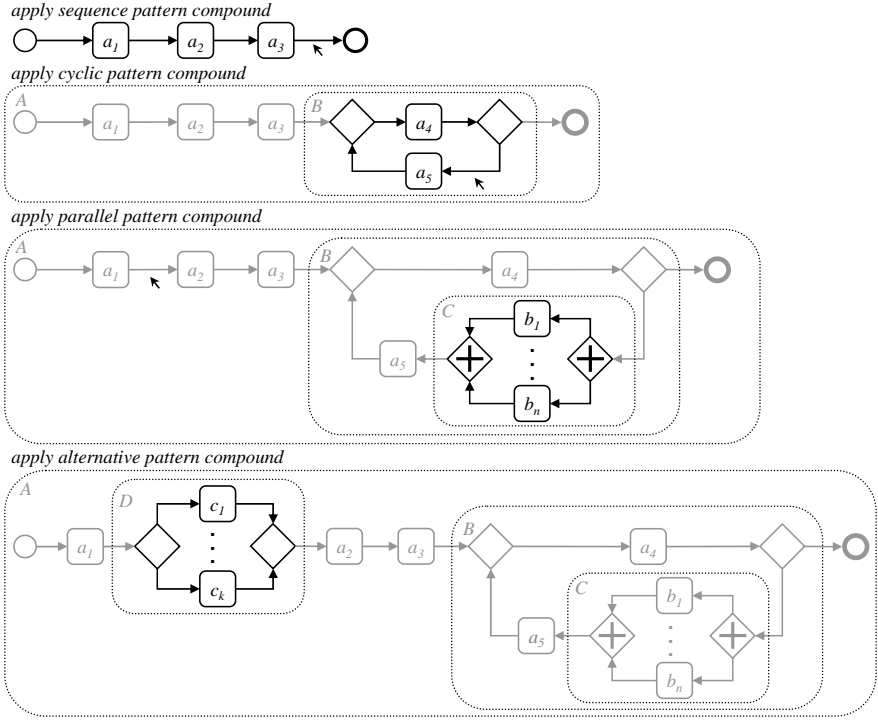 apply sequence pattern compound
a1 a2 a3
apply cyclic pattern compound
A B
a1 a2 a3 a4
a5
apply parallel pattern compound
A B
a1 a2 a3 a4
C
b1
a5
bn
apply alternative pattern compound
A
D c1
B
a1 a2 a3 a4
ck
C b1
a5
bn